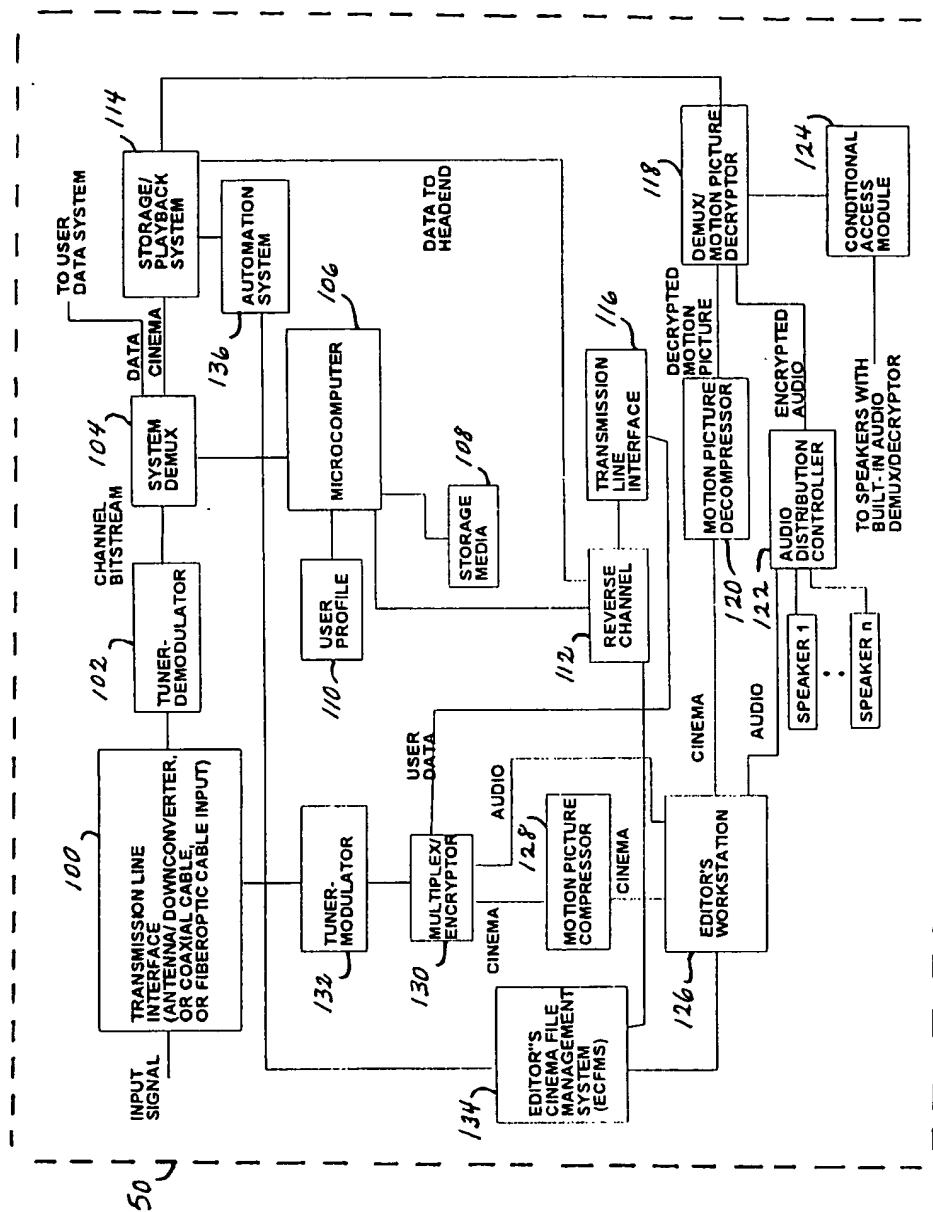 50
INPUT
SIGNAL
100
TRANSMISSION LINE
INTERFACE
(ANTENNA/ DOWNCONVERTER,
OR COAXIAL CABLE,
OR FIBEROPTIC CABLE INPUT)
102
TUNER-
DEMODULATOR
CHANNEL
BITSTREAM
104
SYSTEM
DEMUX
DATA
CINEMA
TO USER
DATA SYSTEM
114
STORAGE/
PLAYBACK
SYSTEM
136
AUTOMATION
SYSTEM
132
TUNER-
MODULATOR
110
USER
PROFILE
106
MICROCOMPUTER
108
STORAGE
MEDIA
DATA TO
HEADEND
130
MULTIPLEX/
ENCRYPTOR
USER
DATA
112
REVERSE
CHANNEL
116
TRANSMISSION
LINE
INTERFACE
134
EDITOR"S
CINEMA FILE
MANAGEMENT
SYSTEM
(ECFMS)
CINEMA
AUDIO
128
MOTION PICTURE
COMPRESSOR
CINEMA
126
EDITOR'S
WORKSTATION
CINEMA
AUDIO
120
MOTION PICTURE
DECOMPRESSOR
DECRYPTED
MOTION
PICTURE
118
DEMUX/
MOTION PICTURE
DECRYPTOR
122
AUDIO
DISTRIBUTION
CONTROLLER
ENCRYPTED
AUDIO
SPEAKER 1
SPEAKER n
124
CONDITIONAL
ACCESS
MODULE
TO SPEAKERS WITH
BUILT- IN AUDIO
DEMUX/DECRYPTOR